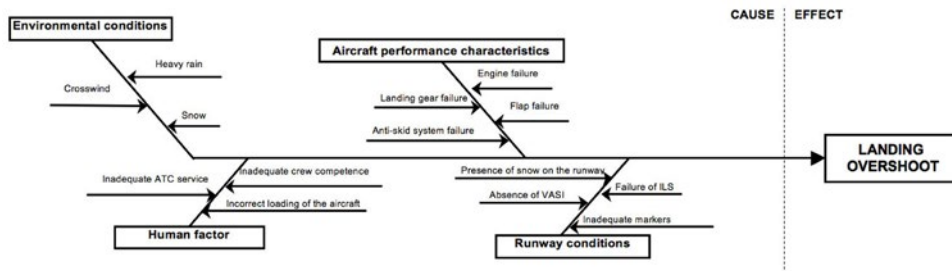 CAUSE
EFFECT
Environmental conditions
Aircraft performance characteristics
Heavy rain
Engine failure
Crosswind
Landing gear failure
Flap failure
Snow
Anti-skid system failure
LANDING
OVERSHOOT
Inadequate ATC service
Inadequate crew competence
Presence of snow on the runway
Absence of VASI
Failure of ILS
Incorrect loading of the aircraft
Inadequate markers
Human factor
Runway conditions